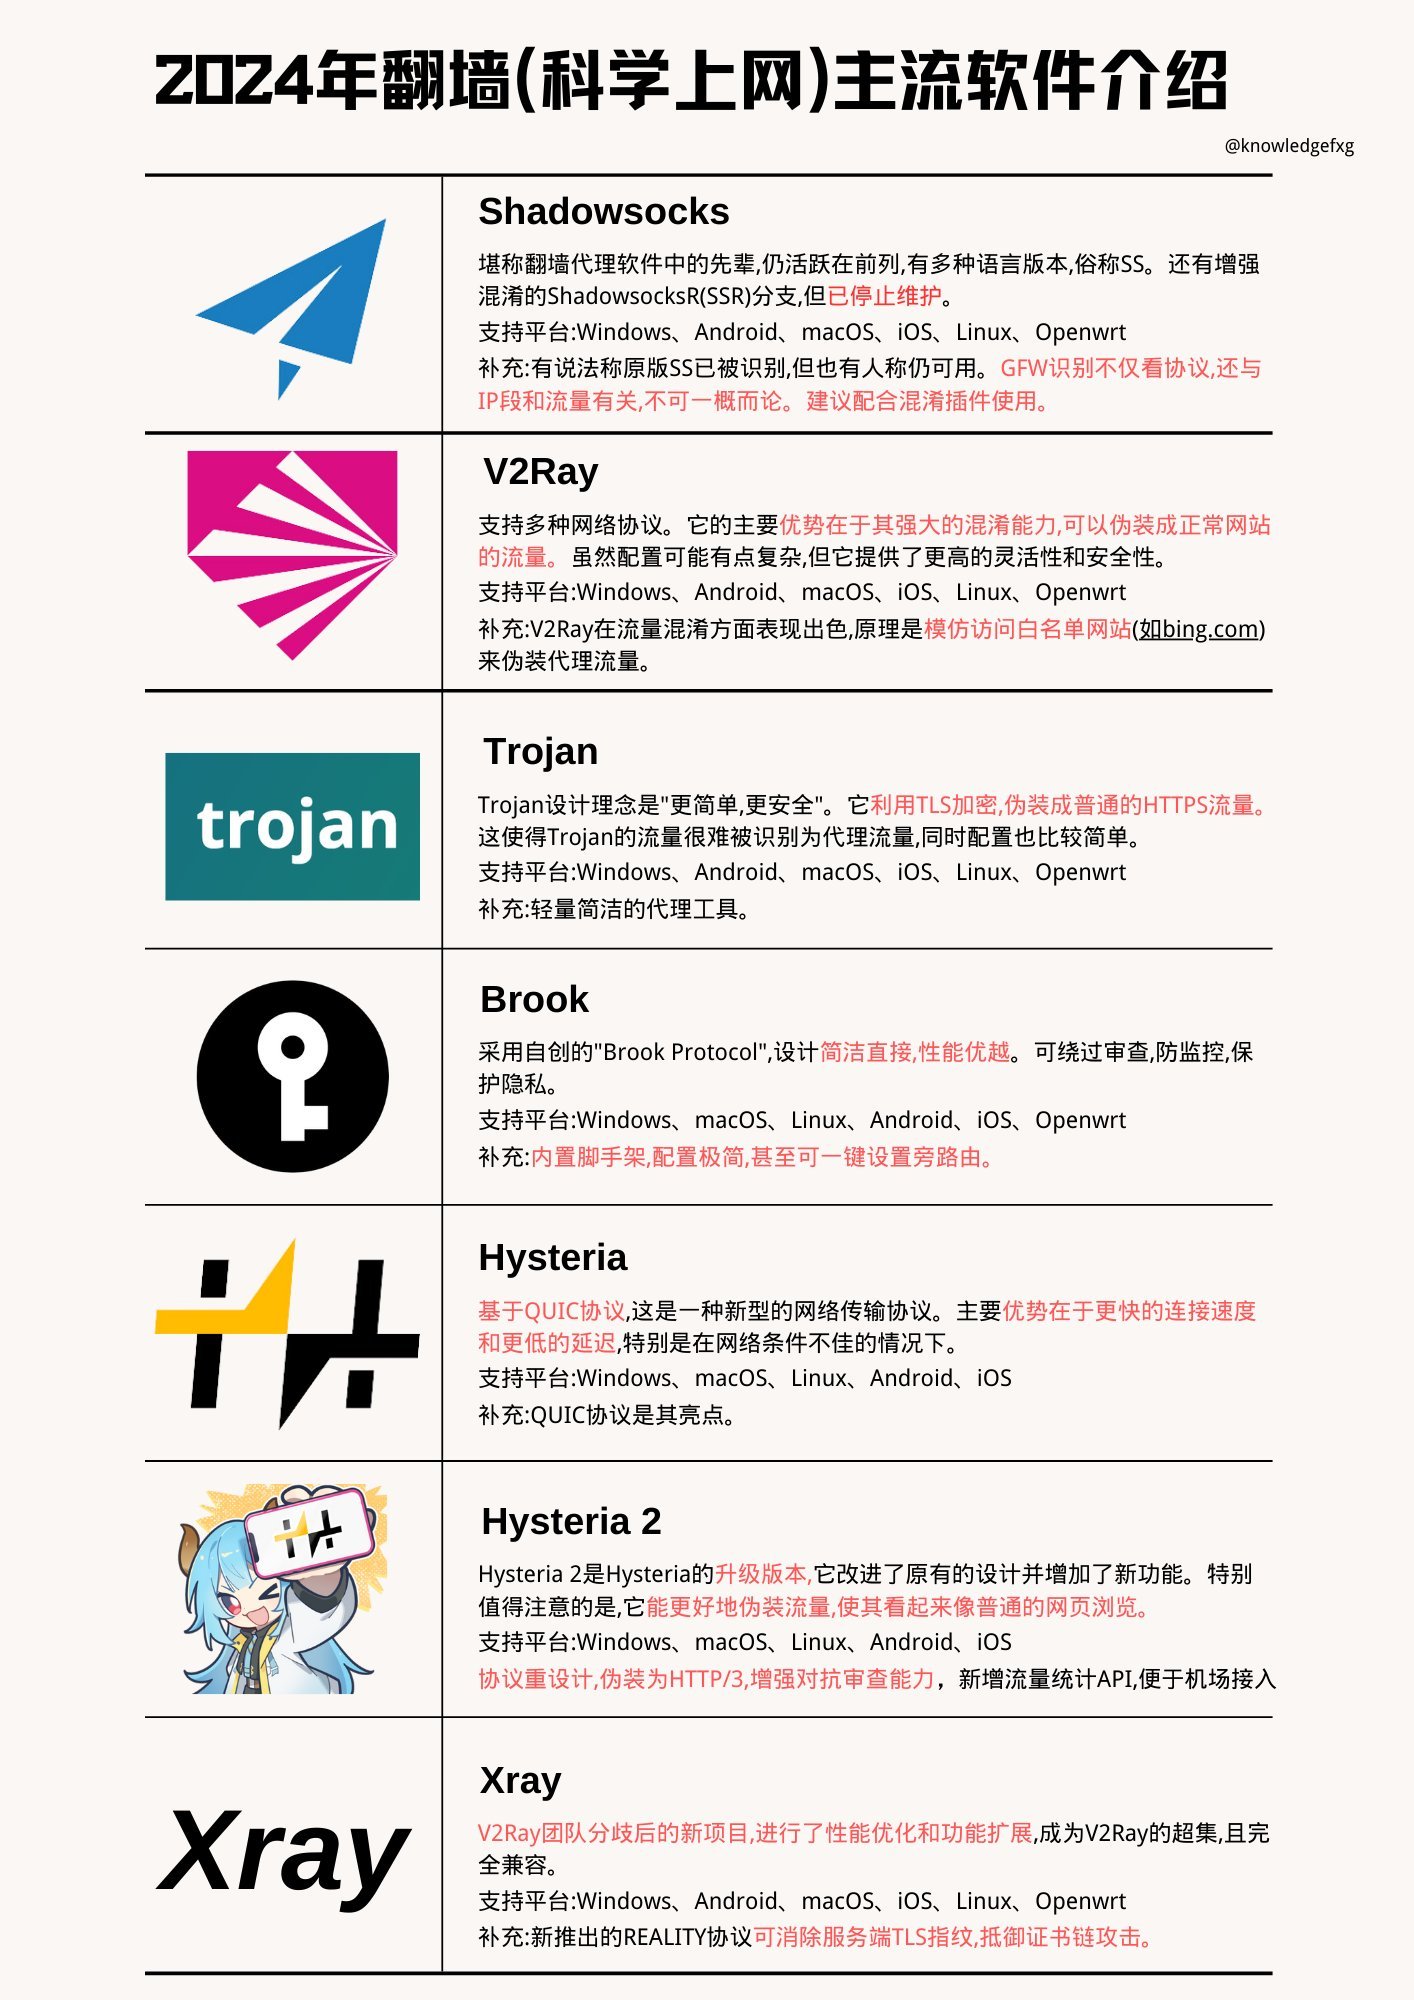 2024年翻墙(科学上网)主流软件介绍
@knowledgefxg
Shadowsocks
堪称翻墙代理软件中的先辈,仍活跃在前列,有多种语言版本,俗称SS。还有增强
混淆的ShadowsocksR(SSR)分支,但已停止维护。
支持平台:Windows、Android、macOS、iOS、Linux、Openwrt
补充:有说法称原版SS已被识别,但也有人称仍可用。GFW识别不仅看协议,还与
IP段和流量有关,不可一概而论。建议配合混淆插件使用。
V2Ray
支持多种网络协议。它的主要优势在于其强大的混淆能力,可以伪装成正常网站
的流量。虽然配置可能有点复杂,但它提供了更高的灵活性和安全性。
支持平台:Windows、Android、macOS、iOS、Linux、Openwrt
补充:V2Ray在流量混淆方面表现出色,原理是模仿访问白名单网站(如bing.com)
来伪装代理流量。
trojan
Trojan
Trojan设计理念是"更简单,更安全"。它利用TLS加密,伪装成普通的HTTPS流量。
这使得Trojan的流量很难被识别为代理流量,同时配置也比较简单。
支持平台:Windows、Android、macOS、iOS、Linux、Openwrt
补充:轻量简洁的代理工具。
Brook
采用自创的"Brook Protocol",设计简洁直接,性能优越。可绕过审查,防监控,保
护隐私。
支持平台:Windows、macOS、Linux、Android、iOS、Openwrt
补充:内置脚手架,配置极简,甚至可一键设置旁路由。
Hysteria
基于QUIC协议,这是一种新型的网络传输协议。主要优势在于更快的连接速度
和更低的延迟,特别是在网络条件不佳的情况下。
支持平台:Windows、macOS、Linux、Android、iOS
补充:QUIC协议是其亮点。
Hysteria 2
Hysteria 2是Hysteria的升级版本,它改进了原有的设计并增加了新功能。特别
值得注意的是,它能更好地伪装流量,使其看起来像普通的网页浏览。
支持平台:Windows、macOS、Linux、Android、iOS
协议重设计,伪装为HTTP/3,增强对抗审查能力，新增流量统计API,便于机场接入
Xray
Xray
V2Ray团队分歧后的新项目,进行了性能优化和功能扩展,成为V2Ray的超集,且完
全兼容。
支持平台:Windows、Android、macOS、iOS、Linux、Openwrt
补充:新推出的REALITY协议可消除服务端TLS指纹,抵御证书链攻击。